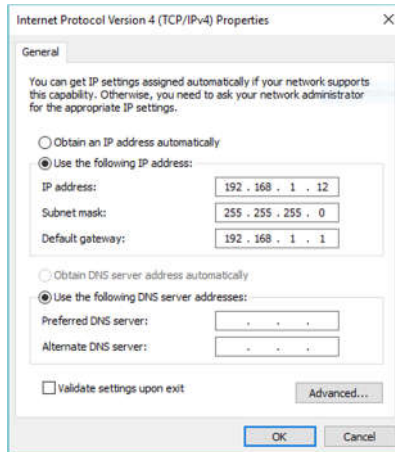 Internet Protocol Version 4 (TCP/IPv4) Properties
General
You can get IP settings assigned automatically if your network supports
this capability. Otherwise, you need to ask your network administrator
for the appropriate IP settings.
Obtain an IP address automatically
Use the following IP address:
IP address: 192 . 168 . 1 . 12
Subnet mask: 255 . 255 . 255 . 0
Default gateway: 192 . 168 . 1 . 1
Obtain DNS server address automatically
Use the following DNS server addresses:
Preferred DNS server: . . .
Alternate DNS server: . . .
Validate settings upon exit
Advanced...
OK Cancel